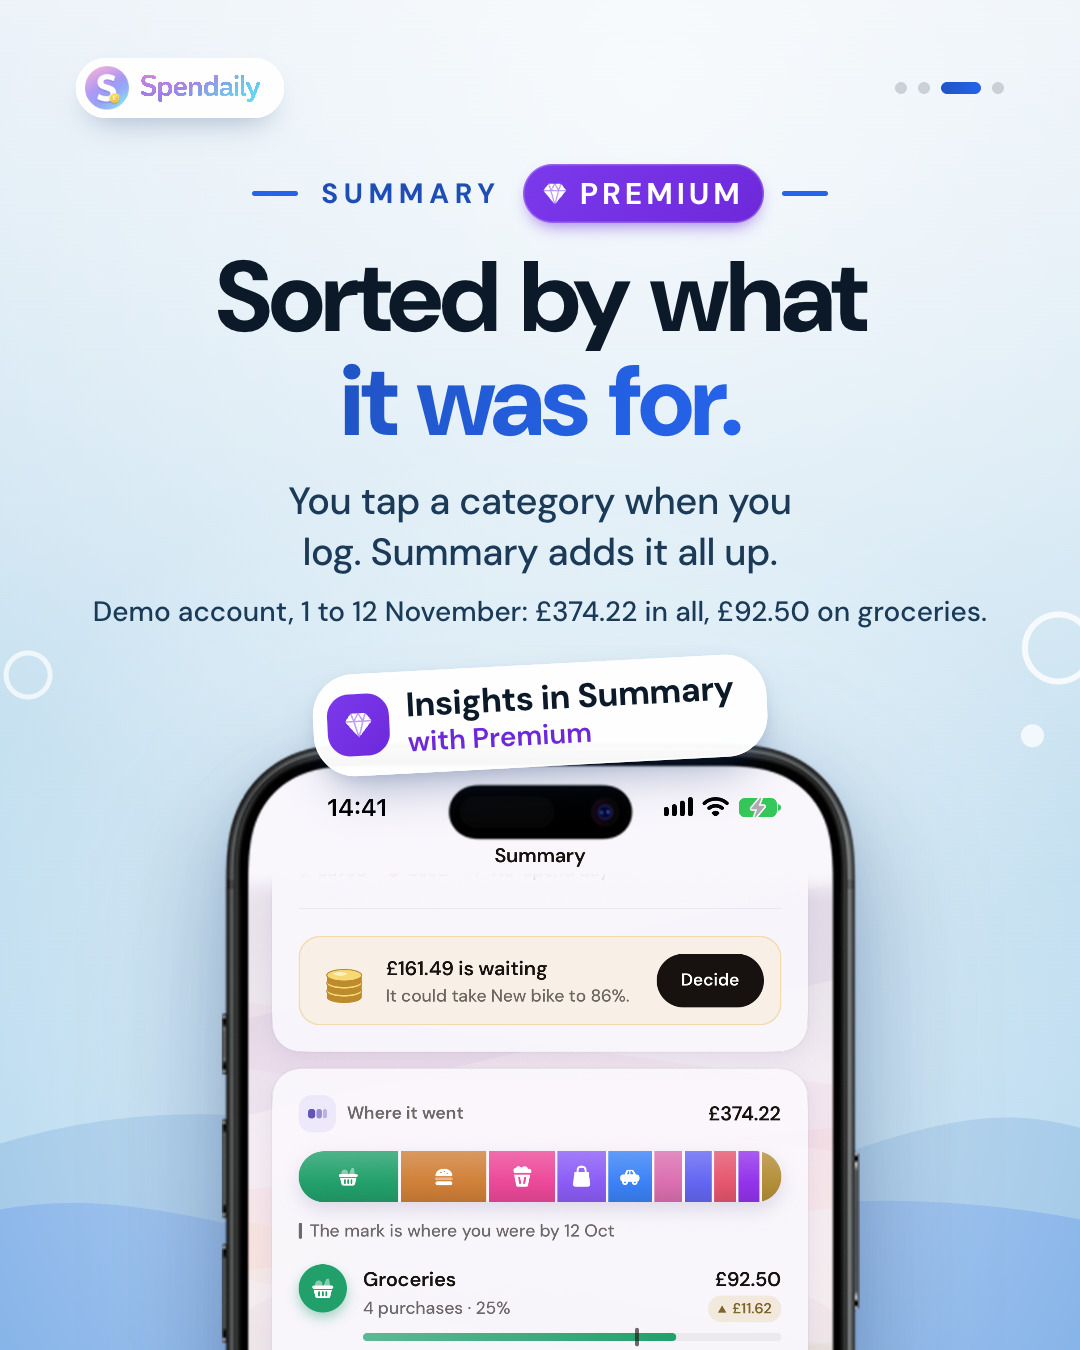 Spendaily
SUMMARY
PREMIUM
Sorted by what
it was for.
You tap a category when you
log. Summary adds it all up.
Demo account, 1 to 12 November: £374.22 in all, £92.50 on groceries.
Insights in Summary
with Premium
14:41
Summary
£161.49 is waiting
It could take New bike to 86%.
Decide
Where it went
£374.22
The mark is where you were by 12 Oct
Groceries
£92.50
4 purchases · 25%
▲ £11.62